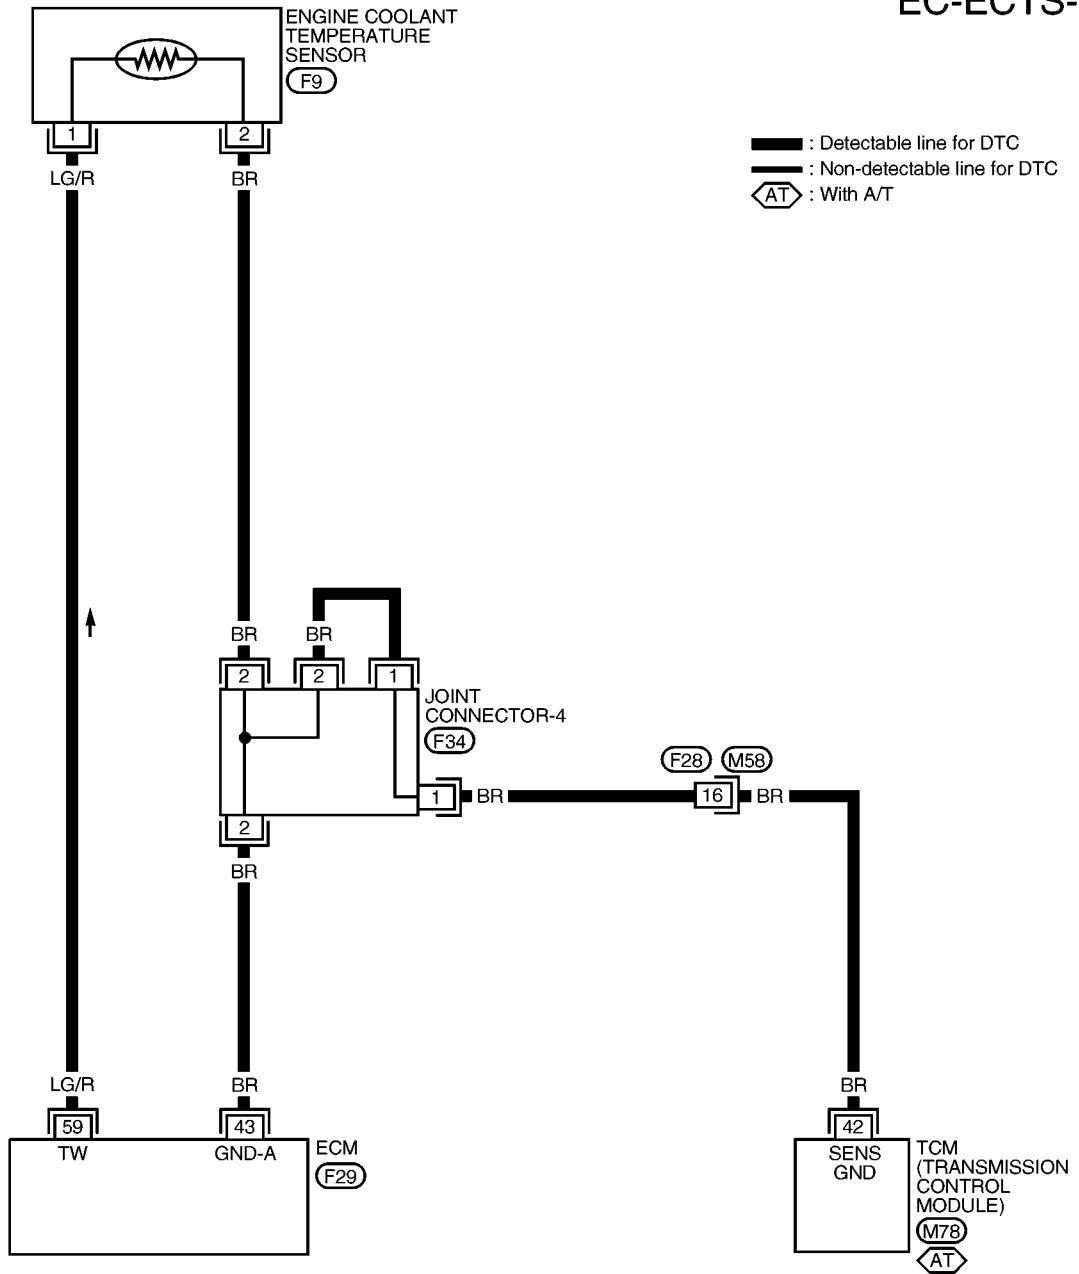 EC-ECTS-
ENGINE COOLANT
TEMPERATURE
SENSOR
F9
1
2
LG/R
BR
: Detectable line for DTC
: Non-detectable line for DTC
AT : With A/T
BR
BR
2
2
1
JOINT
CONNECTOR-4
F34
F28
M58
1
BR
16
BR
2
BR
LG/R
BR
BR
59
43
42
TW
GND-A
ECM
F29
SENS
GND
TCM
(TRANSMISSION
CONTROL
MODULE)
M78
AT